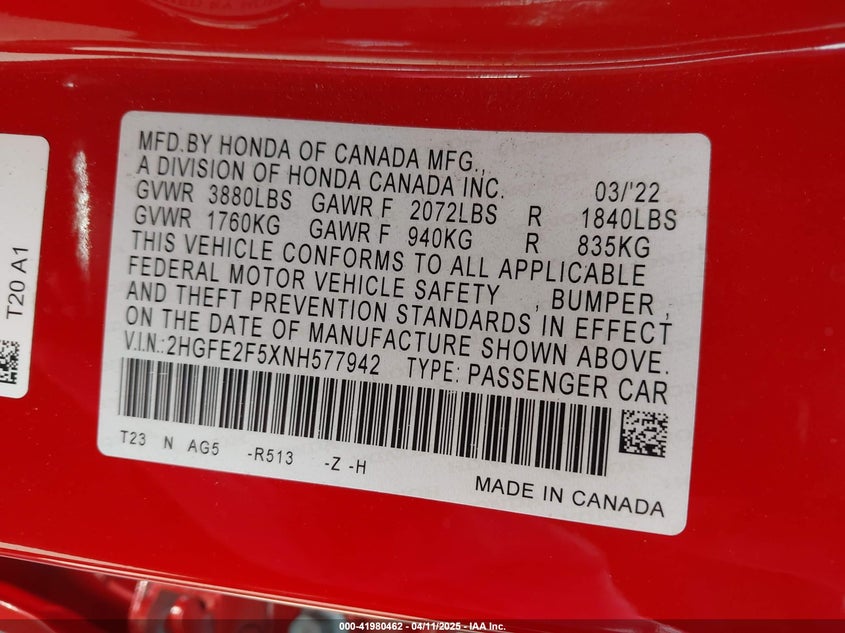 MFD.BY HONDA OF CANADA MFG.,
A DIVISION OF HONDA CANADA INC. 03/'22
GVWR 3880LBS GAWR F 2072LBS R 1840LBS
GVWR 1760KG GAWR F 940KG R 835KG
THIS VEHICLE CONFORMS TO ALL APPLICABLE
FEDERAL MOTOR VEHICLE SAFETY , BUMPER ,
AND THEFT PREVENTION STANDARDS IN EFFECT
ON THE DATE OF MANUFACTURE SHOWN ABOVE.
V.I.N.:2HGFE2F5XNH577942 TYPE: PASSENGER CAR
T23 N AG5 -R513 -Z -H
MADE IN CANADA
T20 A1
000-41980462 - 04/11/2025 - IAA, Inc.